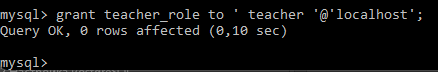 mysql> grant teacher_role to ' teacher '@'localhost';
Query OK, 0 rows affected (0,10 sec)
mysql>